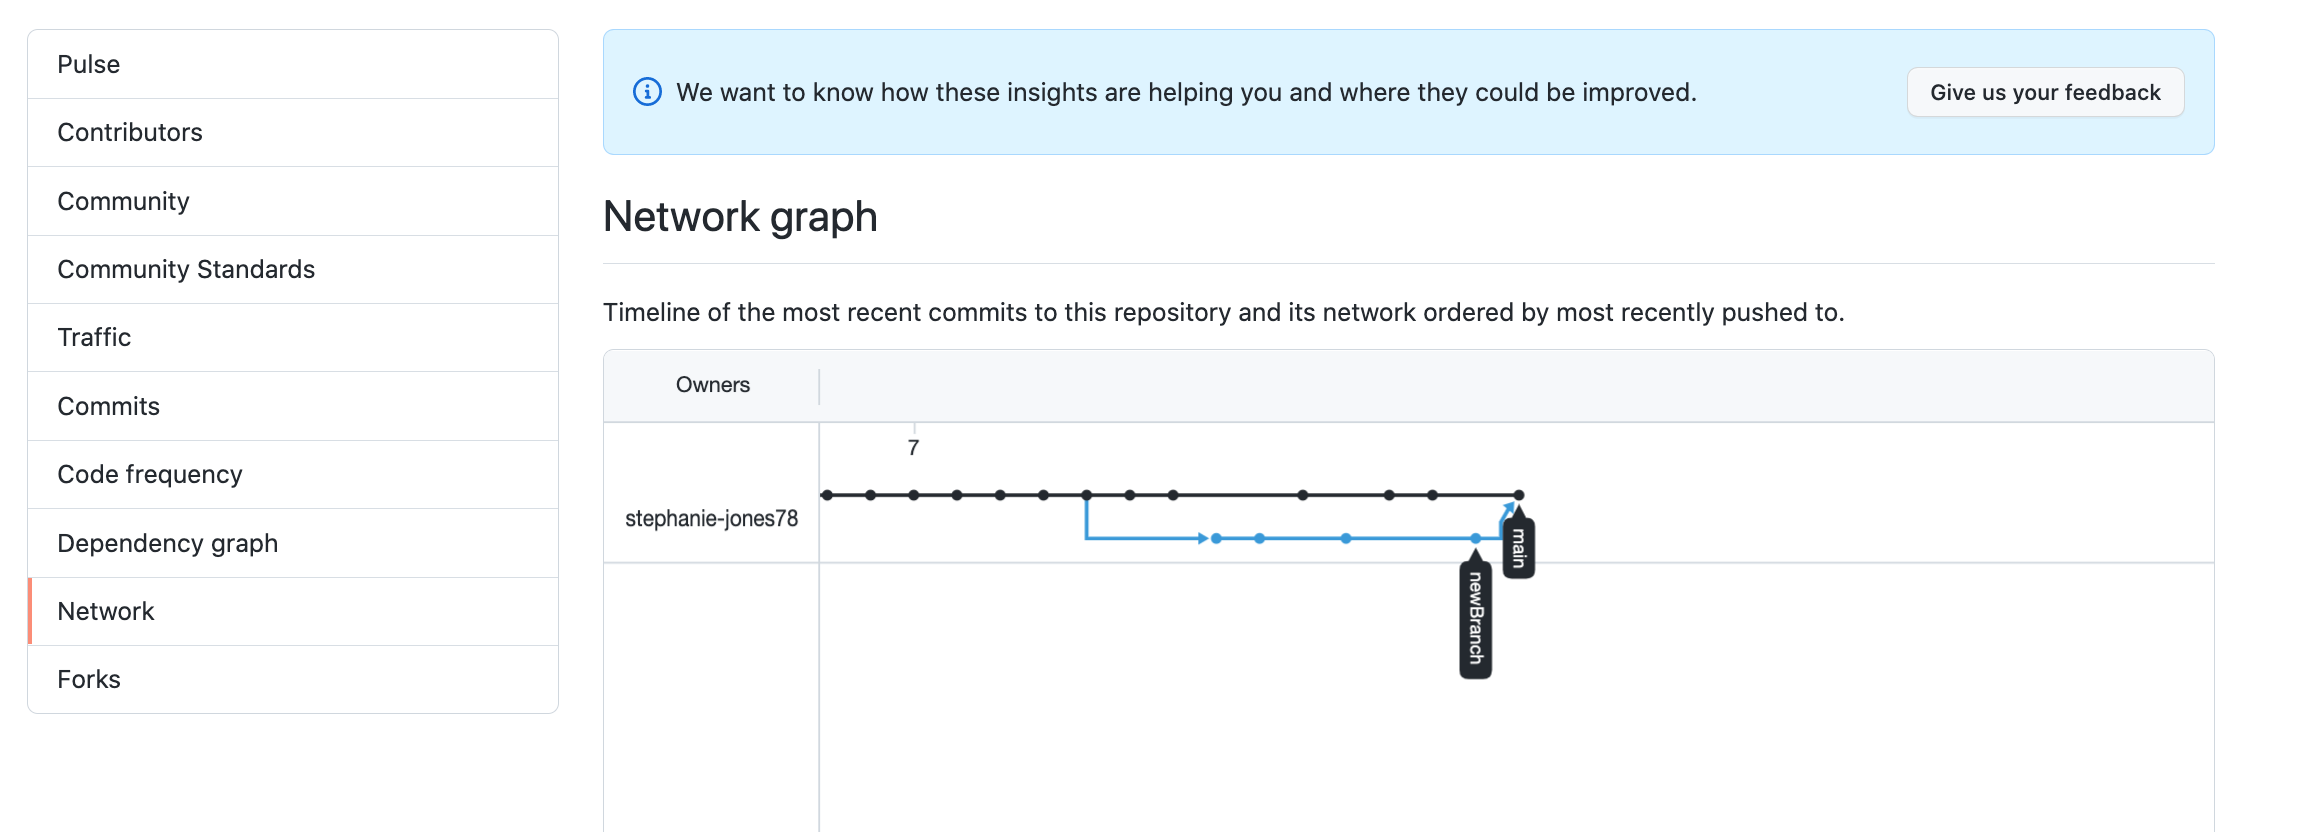 Pulse
Contributors
Community
Community Standards
Traffic
Commits
Code frequency
Dependency graph
Network
Forks
We want to know how these insights are helping you and where they could be improved.
Give us your feedback
Network graph
Timeline of the most recent commits to this repository and its network ordered by most recently pushed to.
Owners
7
stephanie-jones78
main
newBranch